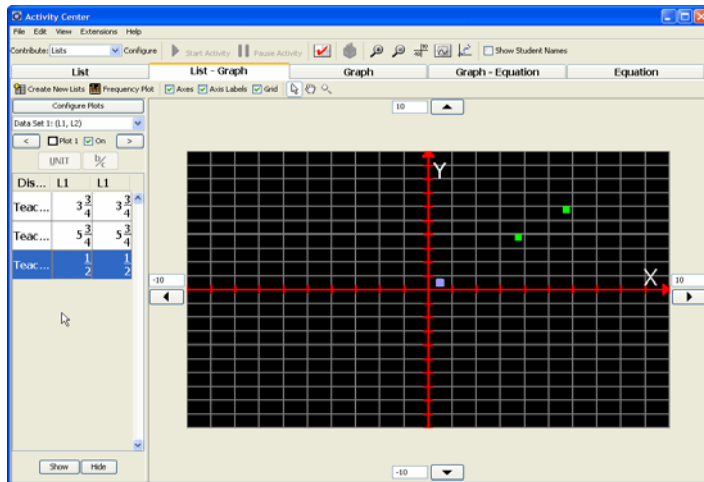 Activity Center
File Edit View Extensions Help
Contribute: Lists Configure Start Activity Pause Activity Show Student Names
List List - Graph Graph Graph - Equation Equation
Create New Lists Frequency Plot Axes Axis Labels Grid
Configure Plots
Data Set 1: (L1, L2)
< Plot 1 On >
UNIT b/c
Dis... L1 L1
Teac... 3 3/4 3 3/4
Teac... 5 3/4 5 3/4
Teac... 1/2 1/2
Show Hide
10
Y
-10
X
10
-10